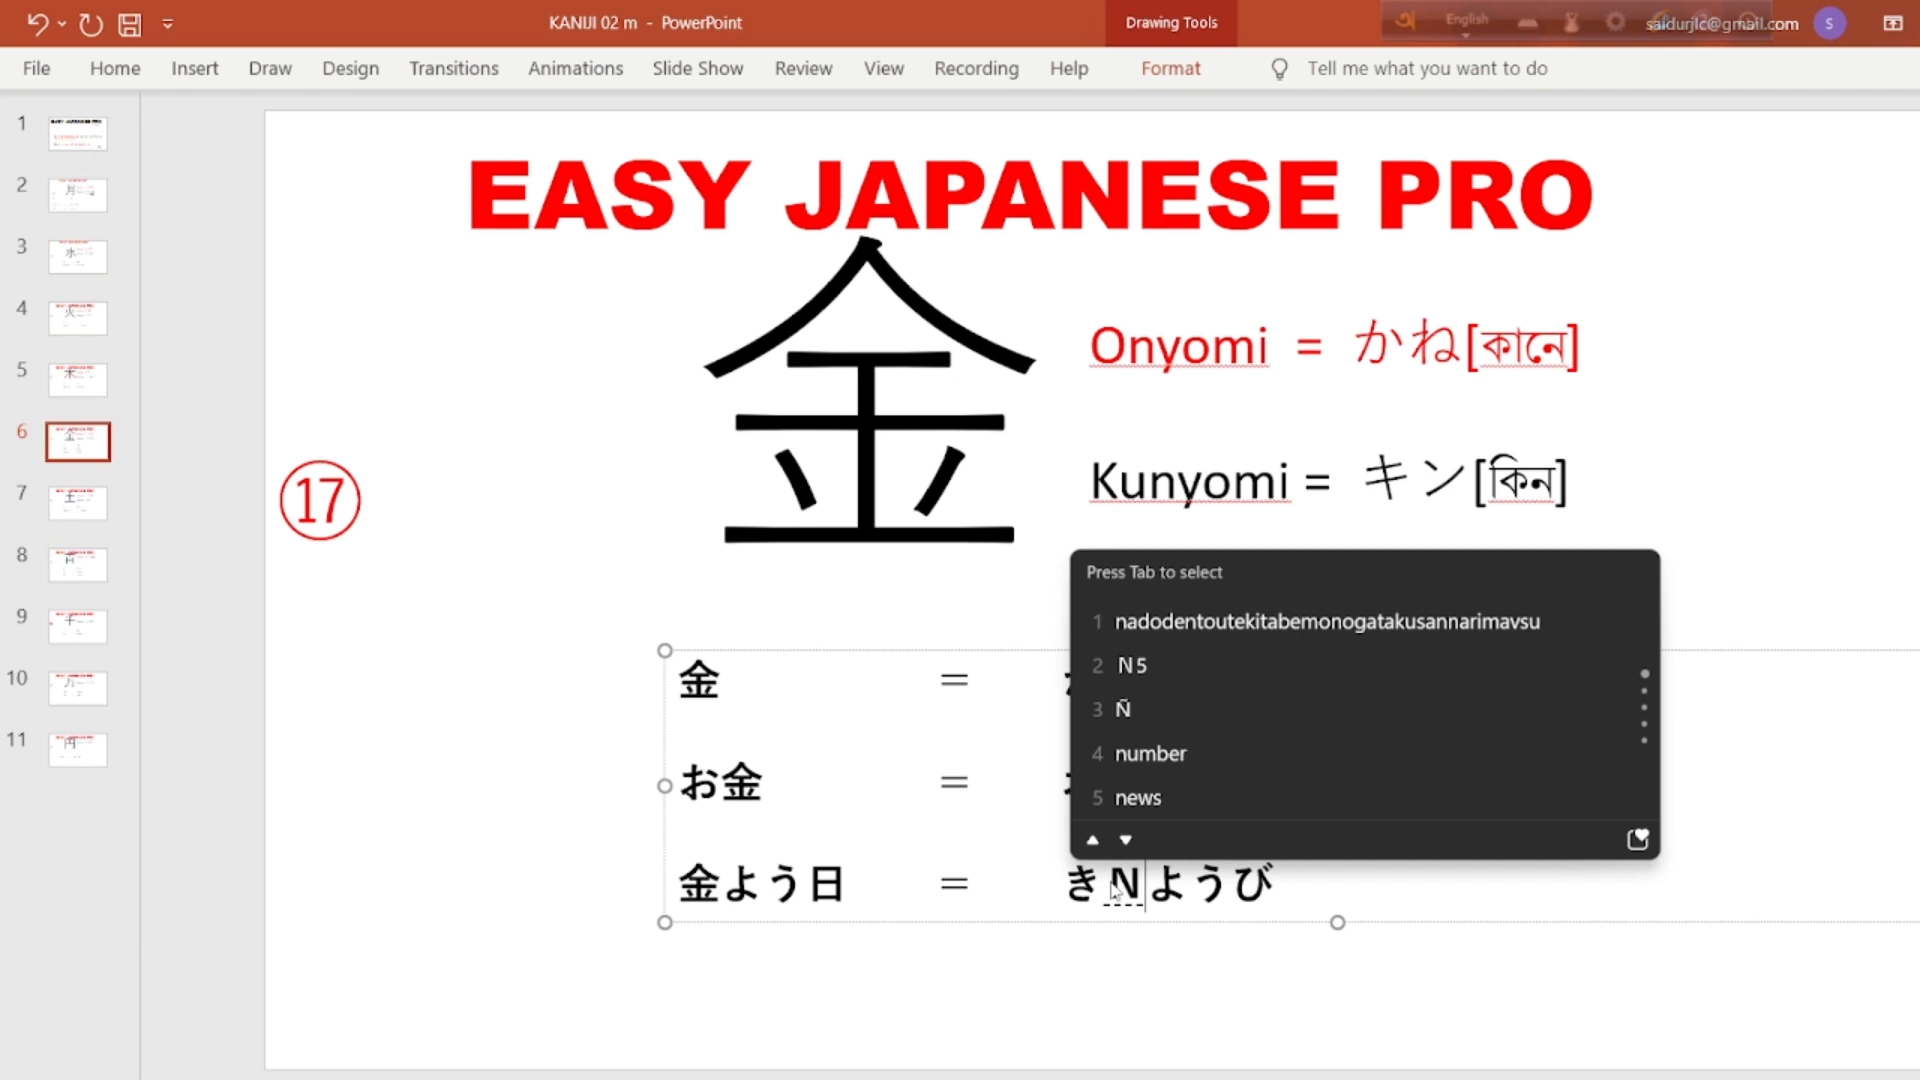 KANIJI 02 m - PowerPoint
Drawing Tools
English
saidurjlc@gmail.com
S
File Home Insert Draw Design Transitions Animations Slide Show Review View Recording Help Format Tell me what you want to do
1
2
3
4
5
6
7
8
9
10
11
EASY JAPANESE PRO
金
Onyomi = かね[কানে]
Kunyomi = キン[কিন]
⑰
Press Tab to select
1 nadodentoutekitabemonogatakusannarimavsu
2 N5
3 Ñ
4 number
5 news
金 =
お金 =
金よう日 = きNようび